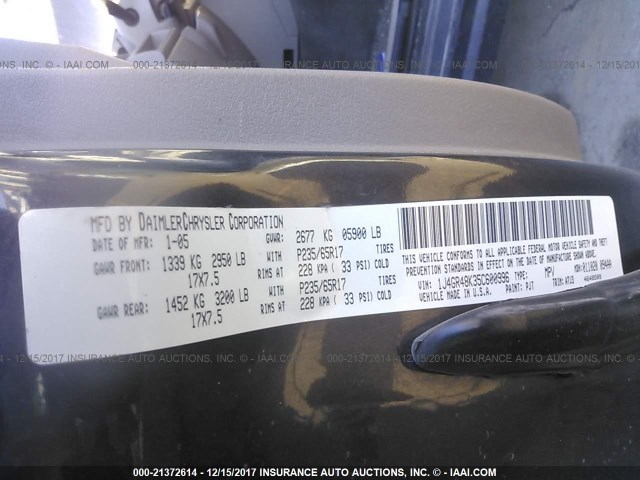 INSURANCE AUTO AUCTIONS, INC. - © IAAI.COM 000-21372614 - 12/15/2017 INSURANCE AUTO AUCTIONS, INC. - © IAAI.COM 000-21372614 - 12/15/2017
MFD BY DAIMLERCHRYSLER CORPORATION
DATE OF MFR 1-05 GVWR: 2677 KG 05900 LB
GAWR FRONT: 1339 KG 2950 LB WITH P235/65R17 TIRES
17X7.5 RIMS AT 228 KPA ( 33 PSI) COLD
GAWR REAR: 1452 KG 3200 LB WITH P235/65R17 TIRES
17X7.5 RIMS AT 228 KPA ( 33 PSI) COLD
THIS VEHICLE CONFORMS TO ALL APPLICABLE FEDERAL MOTOR VEHICLE SAFETY AND
THEFT PREVENTION STANDARDS IN EFFECT ON THE DATE OF MANUFACTURE SHOWN ABOVE.
VIN: 1J4GR48K35C600996 TYPE: MPV MDH:
VEHICLE MADE IN U.S.A. PAINT: PJT TRIM:
000-21372614 - 12/15/2017 INSURANCE AUTO AUCTIONS, INC. - © IAAI.COM